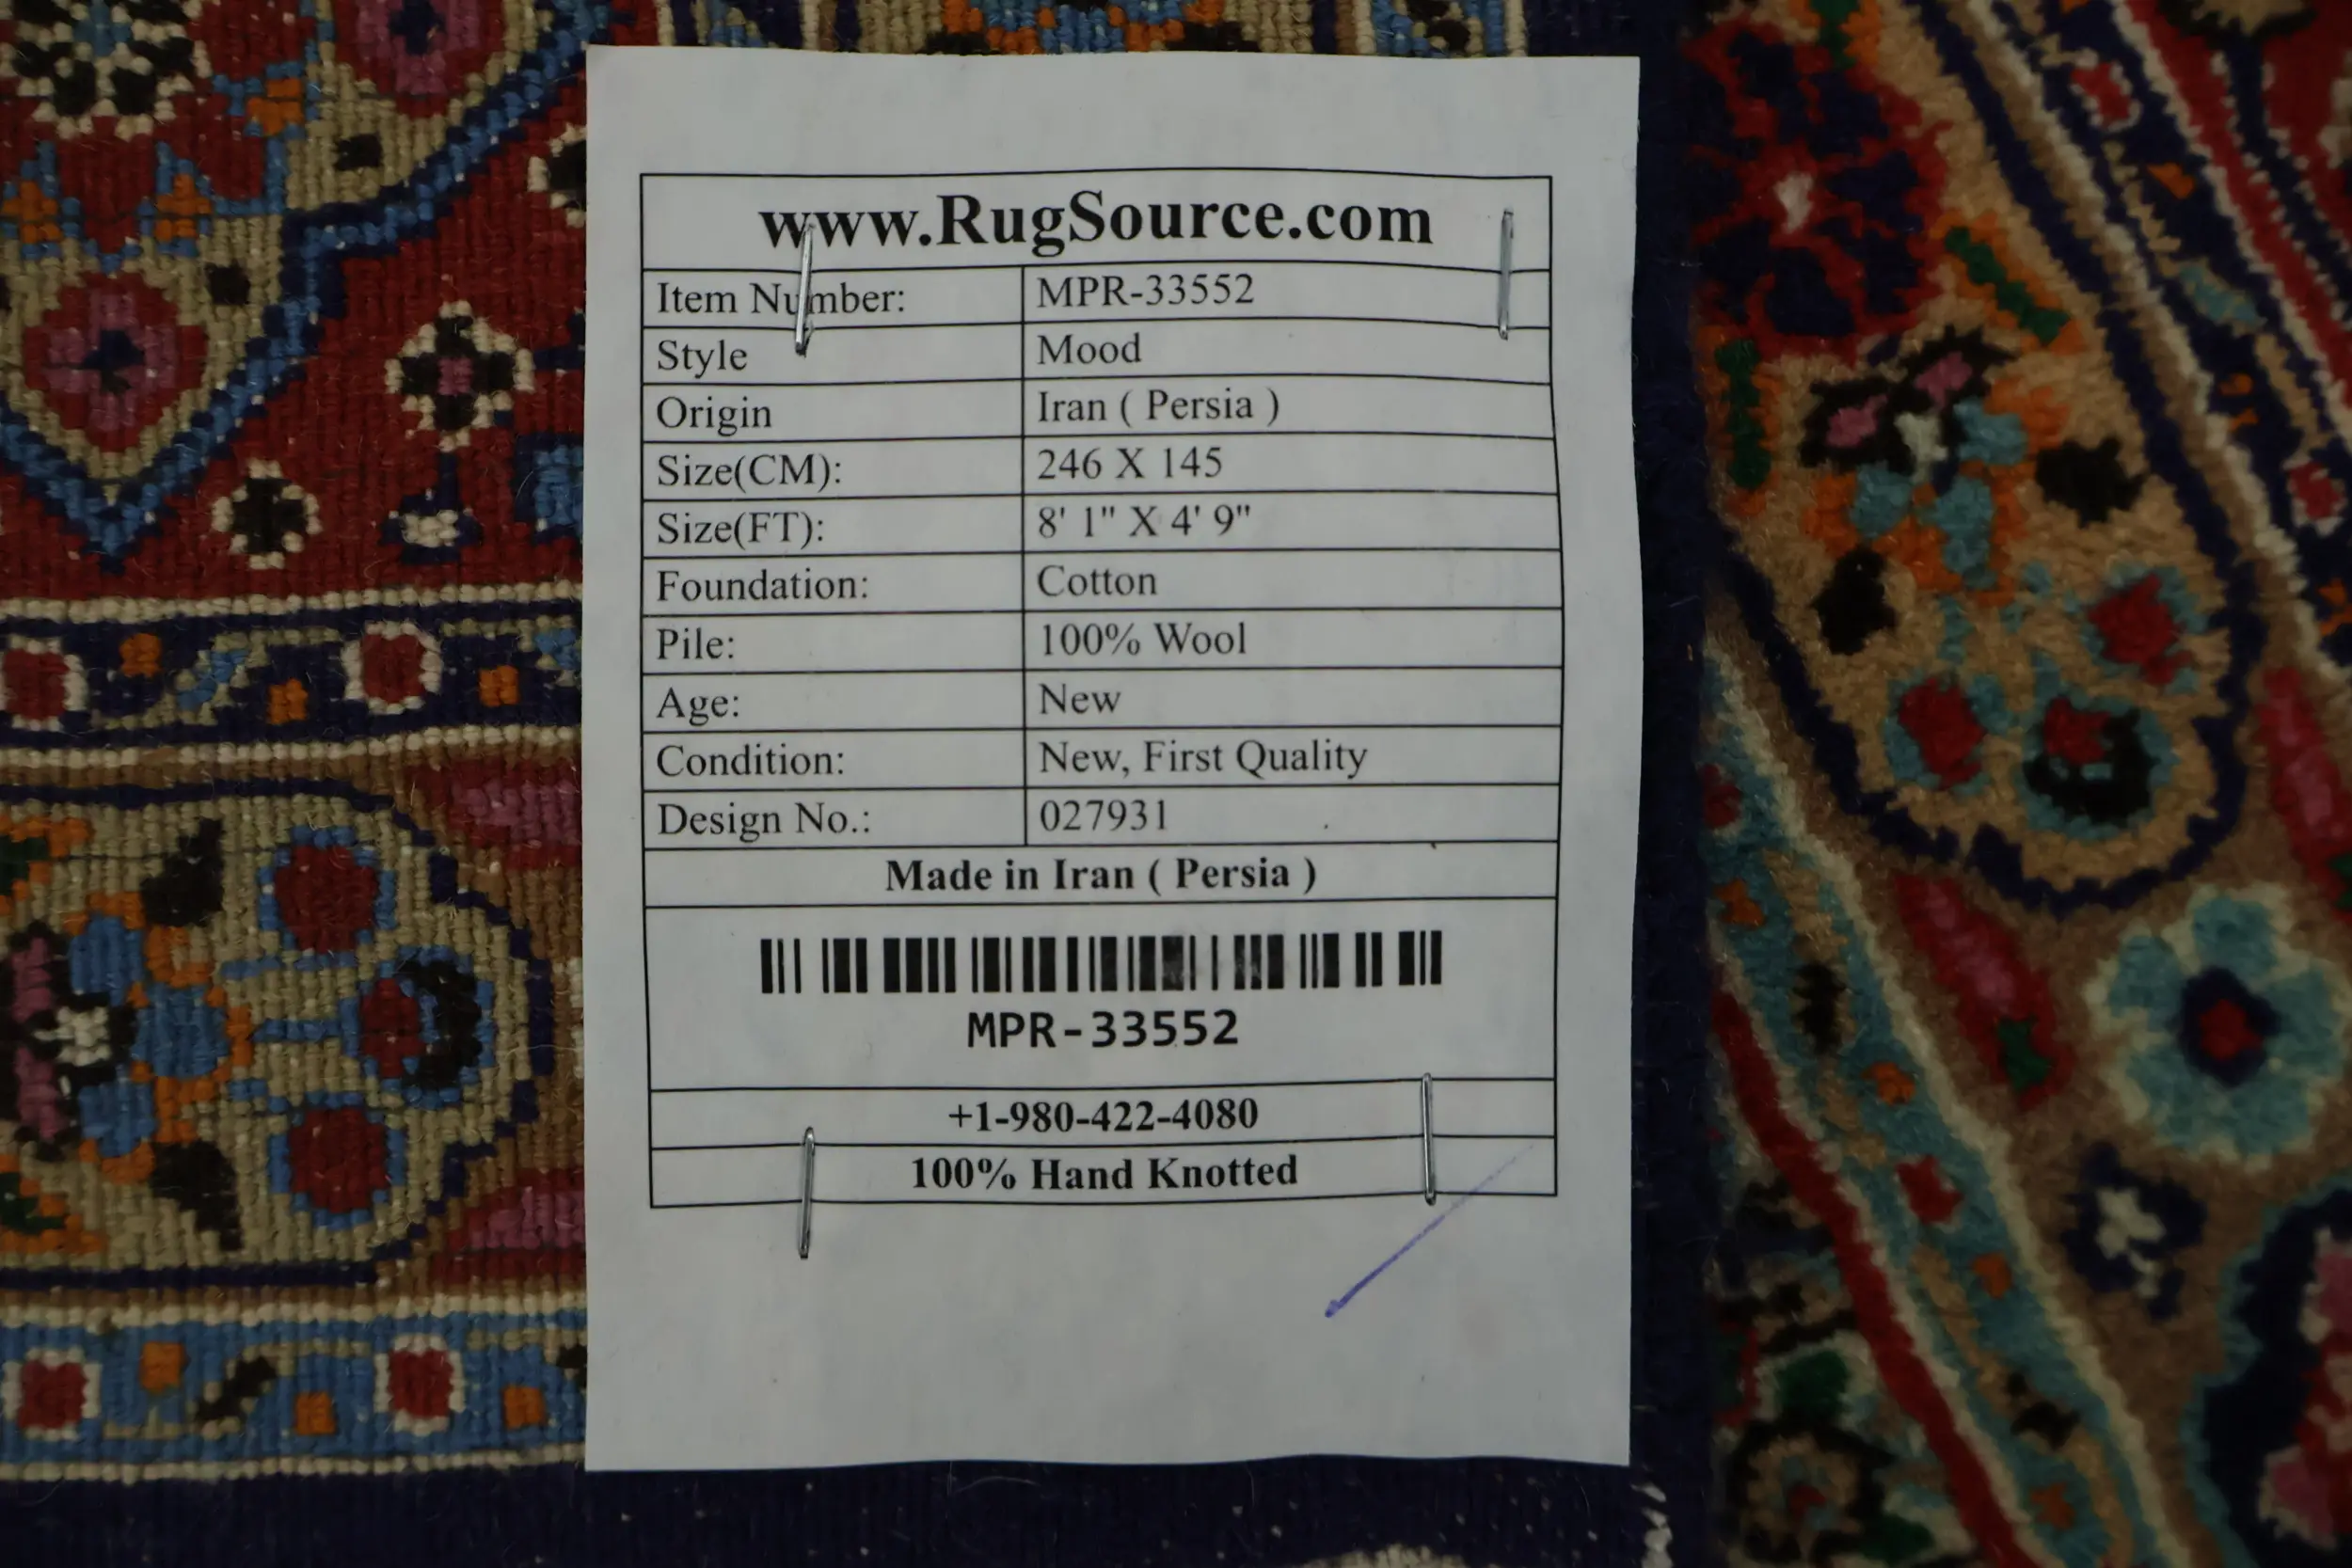 www.RugSource.com
Item Number: MPR-33552
Style Mood
Origin Iran ( Persia )
Size(CM): 246 X 145
Size(FT): 8' 1" X 4' 9"
Foundation: Cotton
Pile: 100% Wool
Age: New
Condition: New, First Quality
Design No.: 027931
Made in Iran ( Persia )
MPR-33552
+1-980-422-4080
100% Hand Knotted